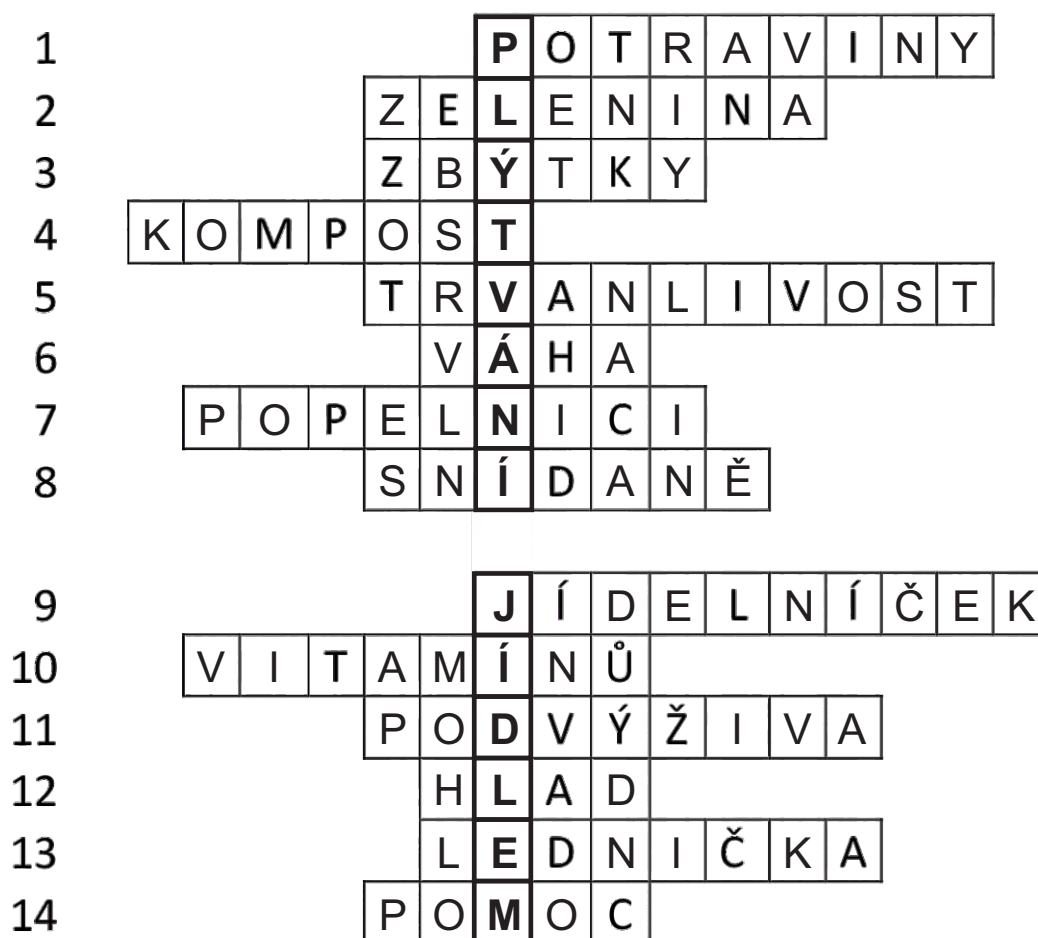 1 POTRAVINY
2 ZELENINA
3 ZBÝTKY
4 KOMPOST
5 TRVANLIVOST
6 VÁHA
7 POPELNICI
8 SNÍDANĚ
9 JÍDELNÍČEK
10 VITAMÍNŮ
11 PODVÝŽIVA
12 HLAD
13 LEDNIČKA
14 POMOC